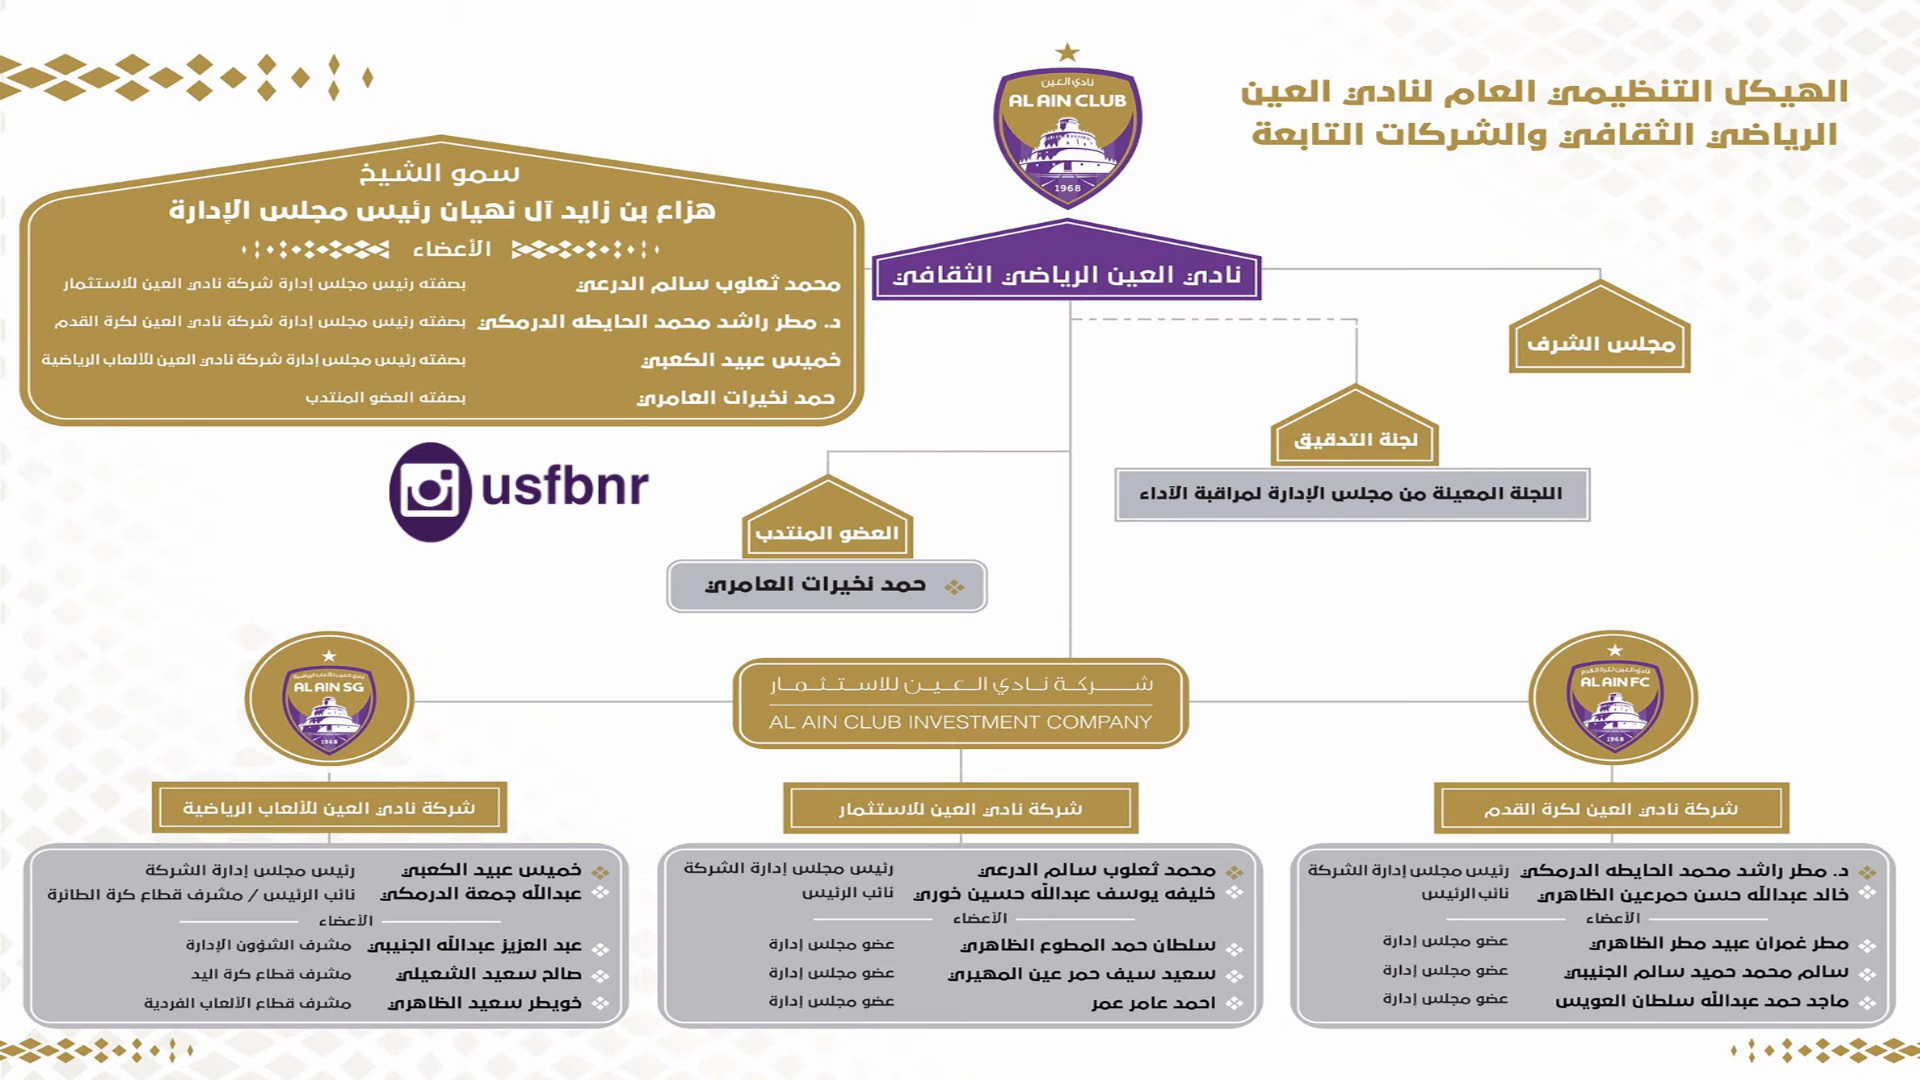 الهيكل التنظيمي العام لنادي العين
الرياضي الثقافي والشركات التابعة
نادي العين
AL AIN CLUB
1968
سمو الشيخ
هزاع بن زايد آل نهيان رئيس مجلس الإدارة
الأعضاء
محمد ثعلوب سالم الدرعي بصفته رئيس مجلس إدارة شركة نادي العين للاستثمار
د. مطر راشد محمد الحايطه الدرمكي بصفته رئيس مجلس إدارة شركة نادي العين لكرة القدم
خميس عبيد الكعبي بصفته رئيس مجلس إدارة شركة نادي العين للألعاب الرياضية
حمد نخيرات العامري بصفته العضو المنتدب
نادي العين الرياضي الثقافي
مجلس الشرف
لجنة التدقيق
اللجنة المعينة من مجلس الإدارة لمراقبة الآداء
usfbnr
العضو المنتدب
حمد نخيرات العامري
نادي العين لكرة القدم
AL AIN FC
1968
شركة نادي العين للاستثمار
AL AIN CLUB INVESTMENT COMPANY
نادي العين للألعاب الرياضية
AL AIN SG
1968
شركة نادي العين لكرة القدم
د. مطر راشد محمد الحايطه الدرمكي رئيس مجلس إدارة الشركة
خالد عبدالله حسن حمرعين الظاهري نائب الرئيس
الأعضاء
مطر غمران عبيد مطر الظاهري عضو مجلس إدارة
سالم محمد حميد سالم الجنيبي عضو مجلس إدارة
ماجد حمد عبدالله سلطان العويس عضو مجلس إدارة
شركة نادي العين للاستثمار
محمد ثعلوب سالم الدرعي رئيس مجلس إدارة الشركة
خليفه يوسف عبدالله حسين خوري نائب الرئيس
الأعضاء
سلطان حمد المطوع الظاهري عضو مجلس إدارة
سعيد سيف حمر عين المهيري عضو مجلس إدارة
احمد عامر عمر عضو مجلس إدارة
شركة نادي العين للألعاب الرياضية
خميس عبيد الكعبي رئيس مجلس إدارة الشركة
عبدالله جمعة الدرمكي نائب الرئيس / مشرف قطاع كرة الطائرة
الأعضاء
عبد العزيز عبدالله الجنيبي مشرف الشؤون الإدارة
صالح سعيد الشعيلي مشرف قطاع كرة اليد
خويطر سعيد الظاهري مشرف قطاع الألعاب الفردية